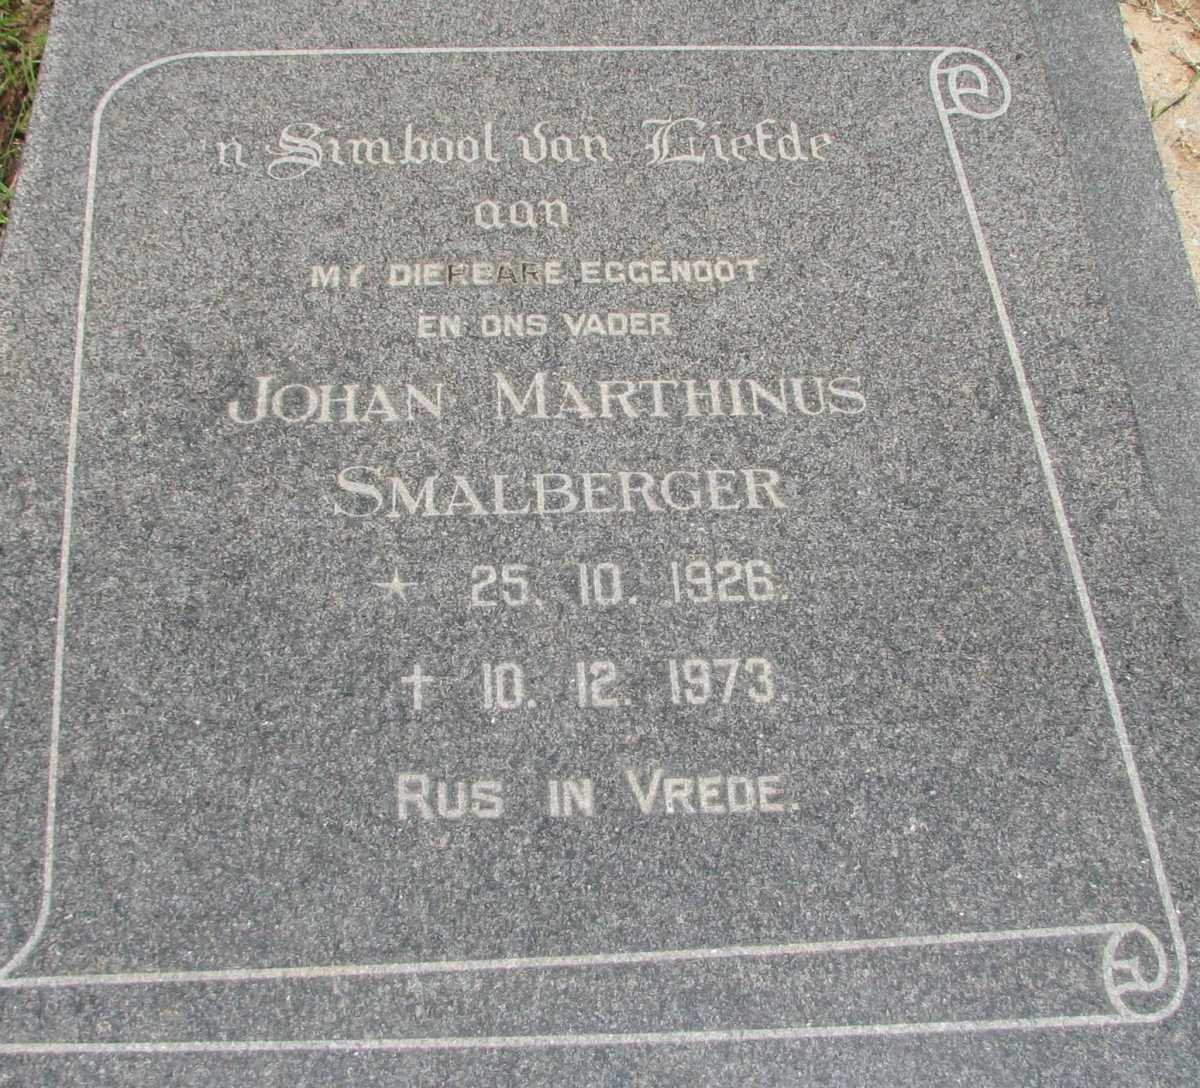 'n Simbool van Liefde
aan
MY DIERBARE EGGENOOT
EN ONS VADER
JOHAN MARTHINUS
SMALBERGER
* 25. 10. 1926.
† 10. 12. 1973.
RUS IN VREDE.